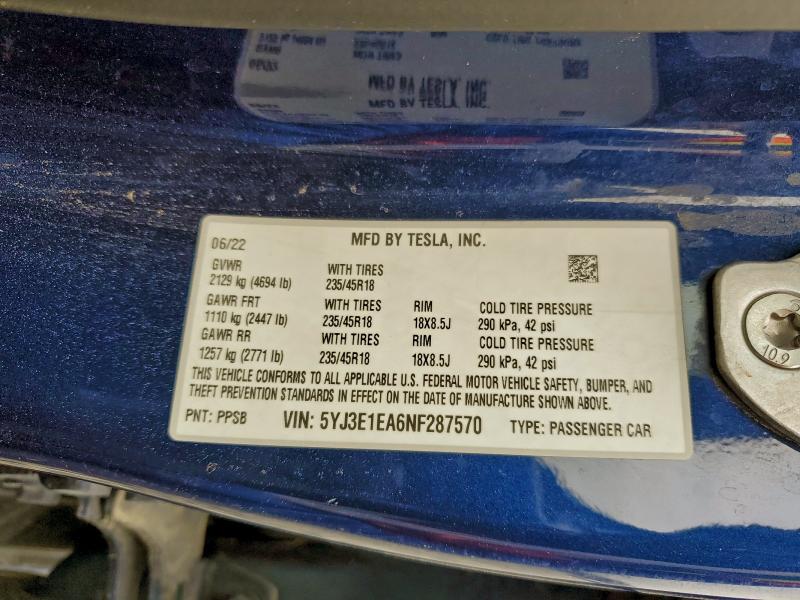 MFD BY TESLA, INC.
06/22 MFD BY TESLA, INC.
GVWR WITH TIRES
2129 kg (4694 lb) 235/45R18
GAWR FRT WITH TIRES RIM COLD TIRE PRESSURE
1110 kg (2447 lb) 235/45R18 18X8.5J 290 kPa, 42 psi
GAWR RR WITH TIRES RIM COLD TIRE PRESSURE
1257 kg (2771 lb) 235/45R18 18X8.5J 290 kPa, 42 psi
THIS VEHICLE CONFORMS TO ALL APPLICABLE U.S. FEDERAL MOTOR VEHICLE SAFETY, BUMPER, AND
THEFT PREVENTION STANDARDS IN EFFECT ON THE DATE OF MANUFACTURE SHOWN ABOVE.
PNT: PPSB VIN: 5YJ3E1EA6NF287570 TYPE: PASSENGER CAR
10.9